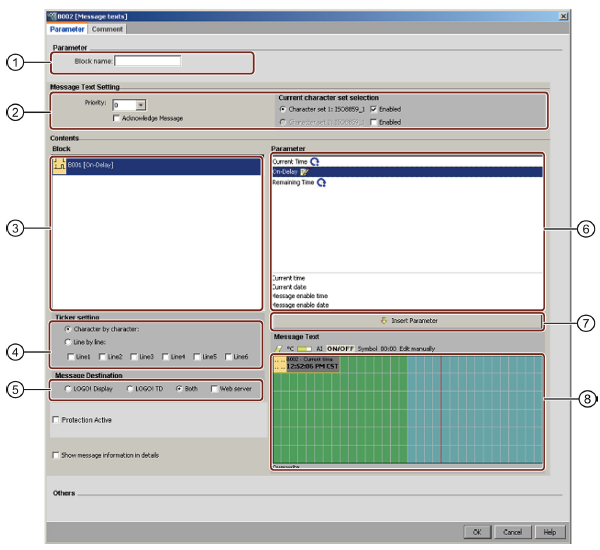 B002 [Message texts]
Parameter Comment
Parameter
1
Block name:
Message Text Setting
2
Priority: 0
Acknowledge Message
Current character set selection
Character set 1: ISO8859_1 Enabled
Character set 1: ISO8859_1 Enabled
Contents
Block
B001 [On-Delay]
3
Parameter
Current Time
On-Delay
Remaining Time
6
Current time
Current date
Message enable time
Message enable date
Ticker setting
Character by character:
Line by line:
4
Line1 Line2 Line3 Line4 Line5 Line6
Insert Parameter
7
Message Destination
5
LOGO! Display LOGO! TD Both Web server
Message Text
°C AI ON/OFF Symbol 00:00 Edit manually
B002 - Current time
12:52:06 PM CST
8
Protection Active
Show message information in details
Others
OK Cancel Help